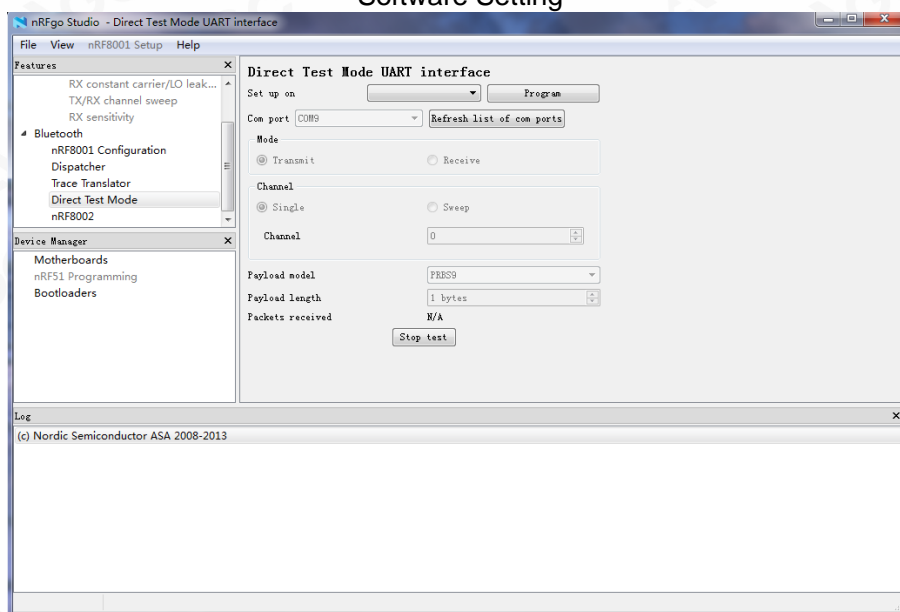 Software Setting
nRFgo Studio - Direct Test Mode UART interface
File View nRF8001 Setup Help
Features
RX constant carrier/LO leak...
TX/RX channel sweep
RX sensitivity
Bluetooth
nRF8001 Configuration
Dispatcher
Trace Translator
Direct Test Mode
nRF8002
Device Manager
Motherboards
nRF51 Programming
Bootloaders
Direct Test Mode UART interface
Set up on Program
Com port COM9 Refresh list of com ports
Mode
Transmit Receive
Channel
Single Sweep
Channel 0
Payload model PRBS9
Payload length 1 bytes
Packets received N/A
Stop test
Log
(c) Nordic Semiconductor ASA 2008-2013